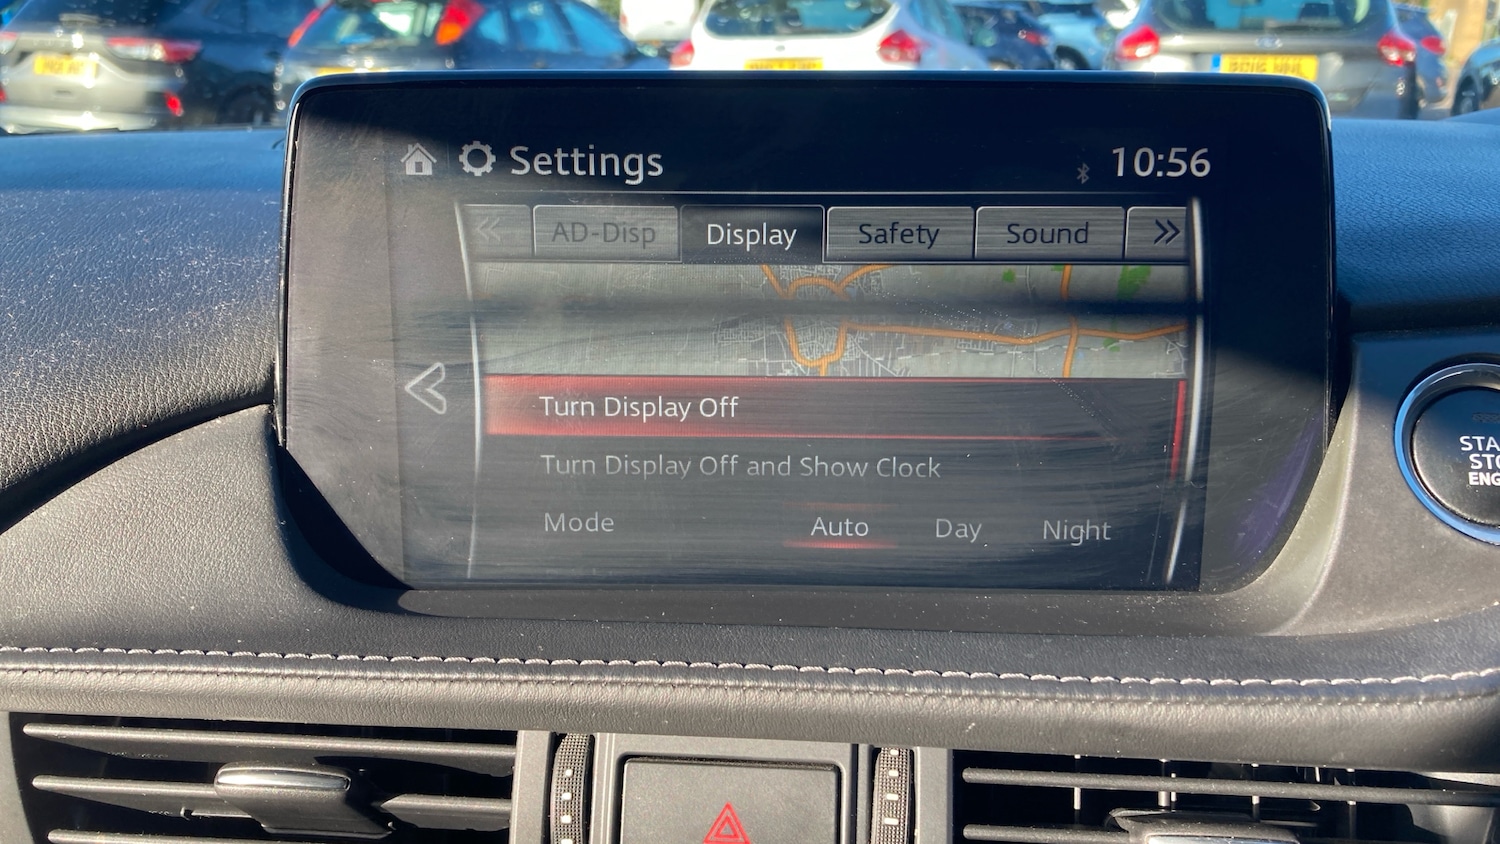 Settings
10:56
AD-Disp Display Safety Sound
Turn Display Off
Turn Display Off and Show Clock
Mode Auto Day Night